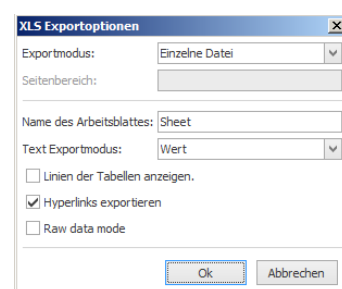 XLS Exportoptionen
Exportmodus: Einzelne Datei
Seitenbereich:
Name des Arbeitsblattes: Sheet
Text Exportmodus: Wert
Linien der Tabellen anzeigen.
Hyperlinks exportieren
Raw data mode
Ok Abbrechen